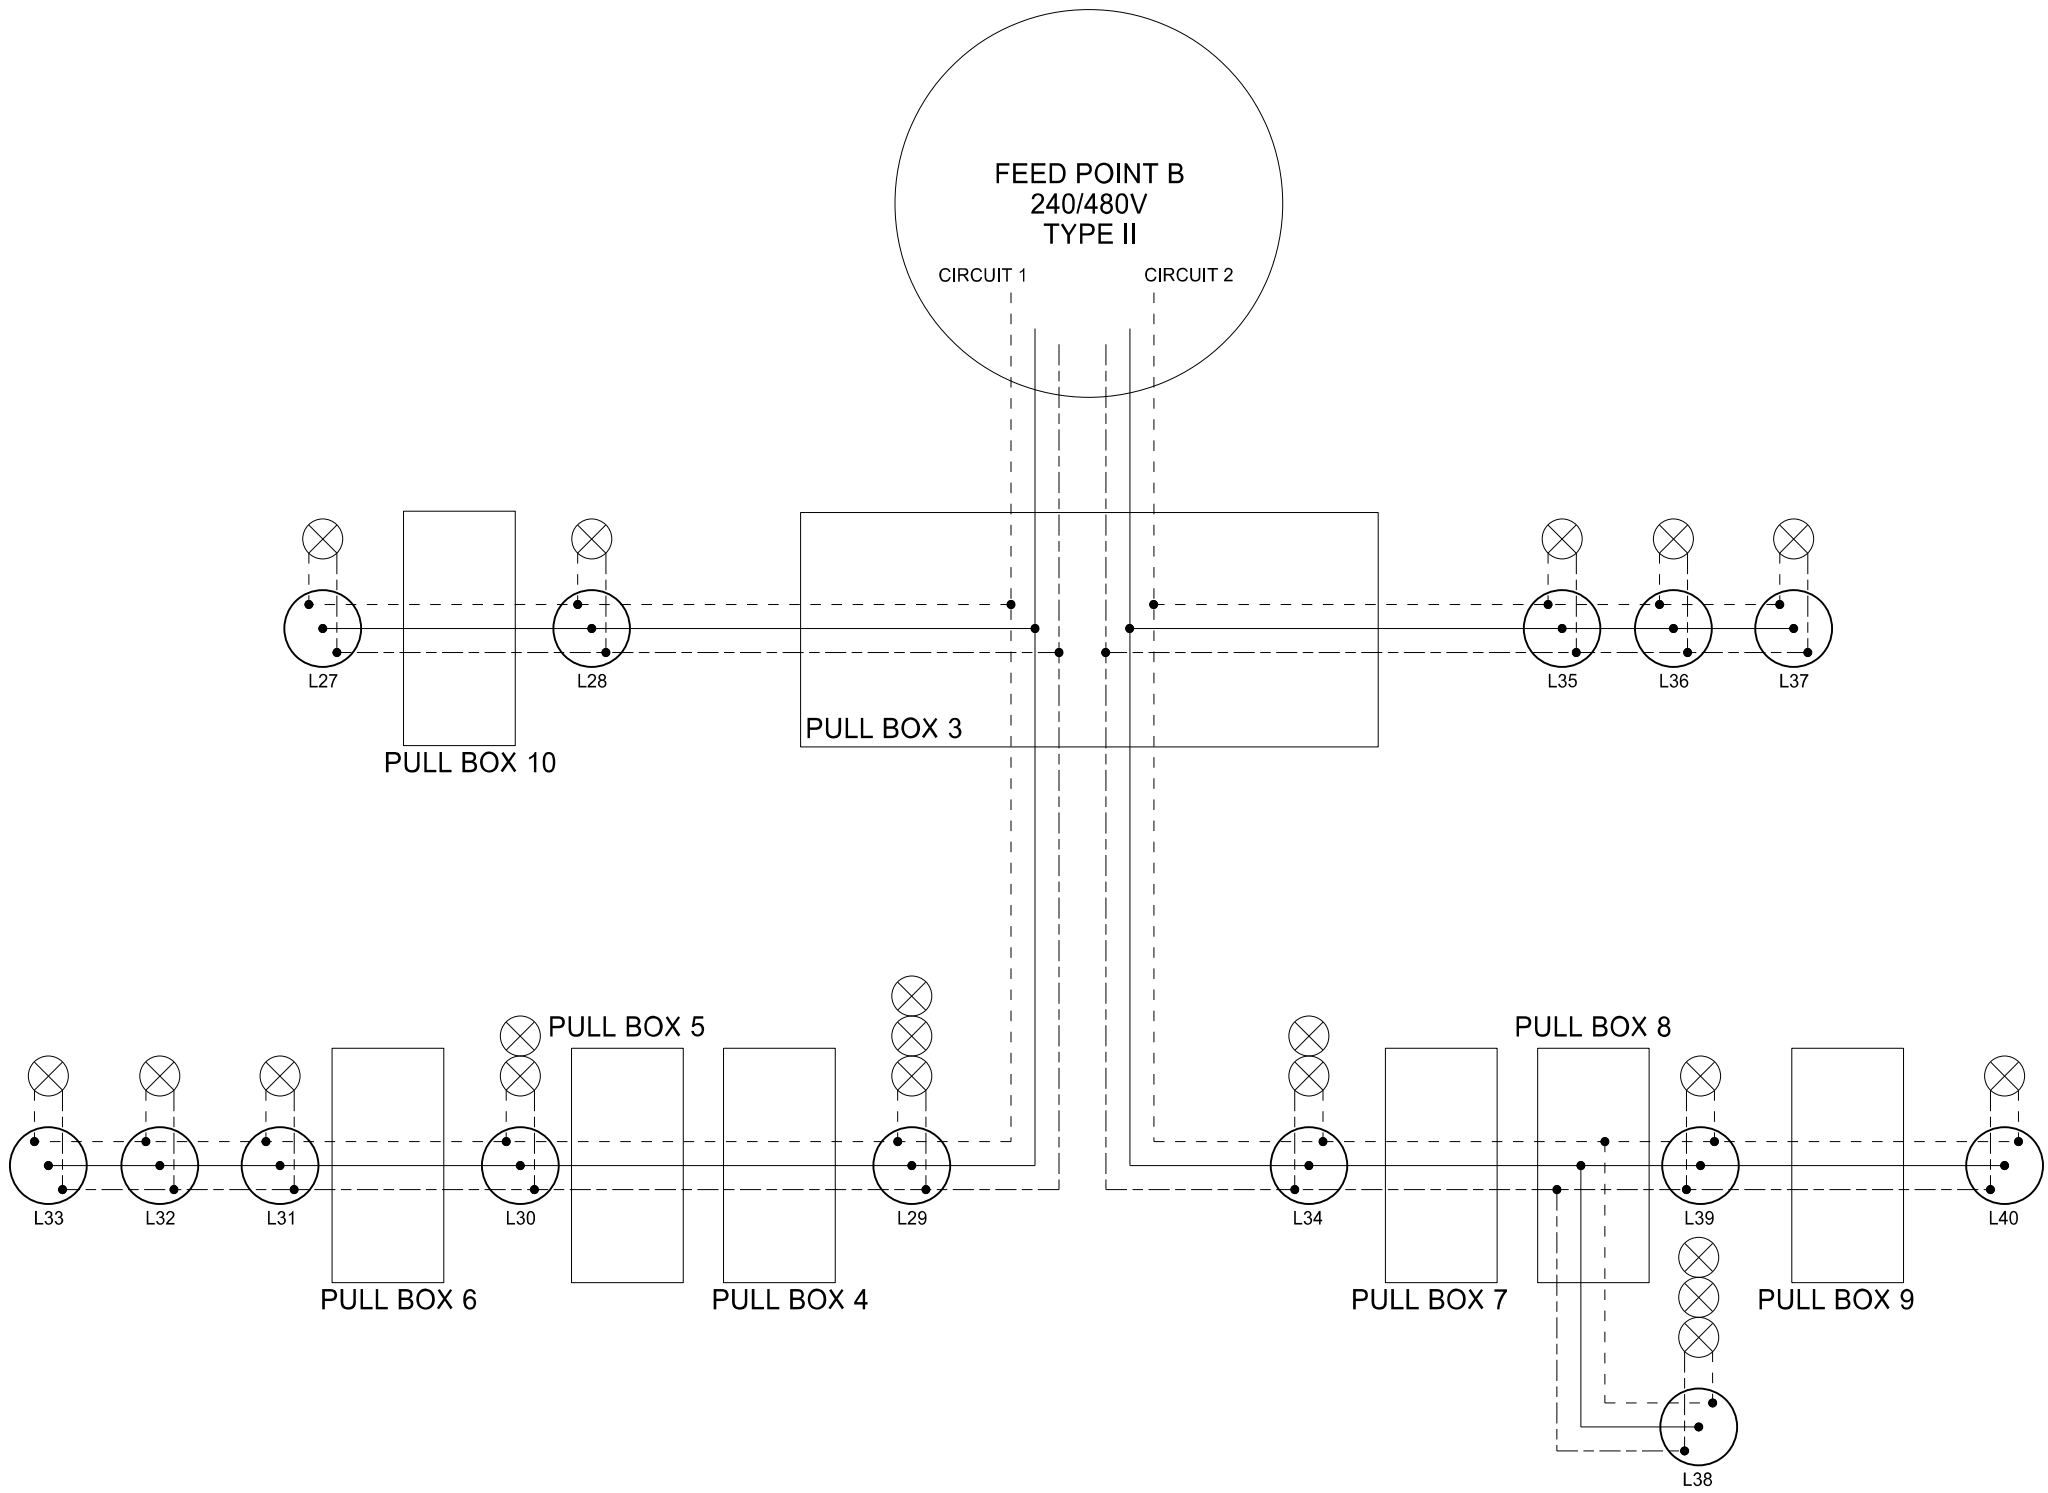 FEED POINT B
240/480V
TYPE II
CIRCUIT 1
CIRCUIT 2
L27
L28
L35
L36
L37
PULL BOX 3
PULL BOX 10
PULL BOX 5
PULL BOX 8
L33
L32
L31
L30
L29
L34
L39
L40
PULL BOX 6
PULL BOX 4
PULL BOX 7
PULL BOX 9
L38